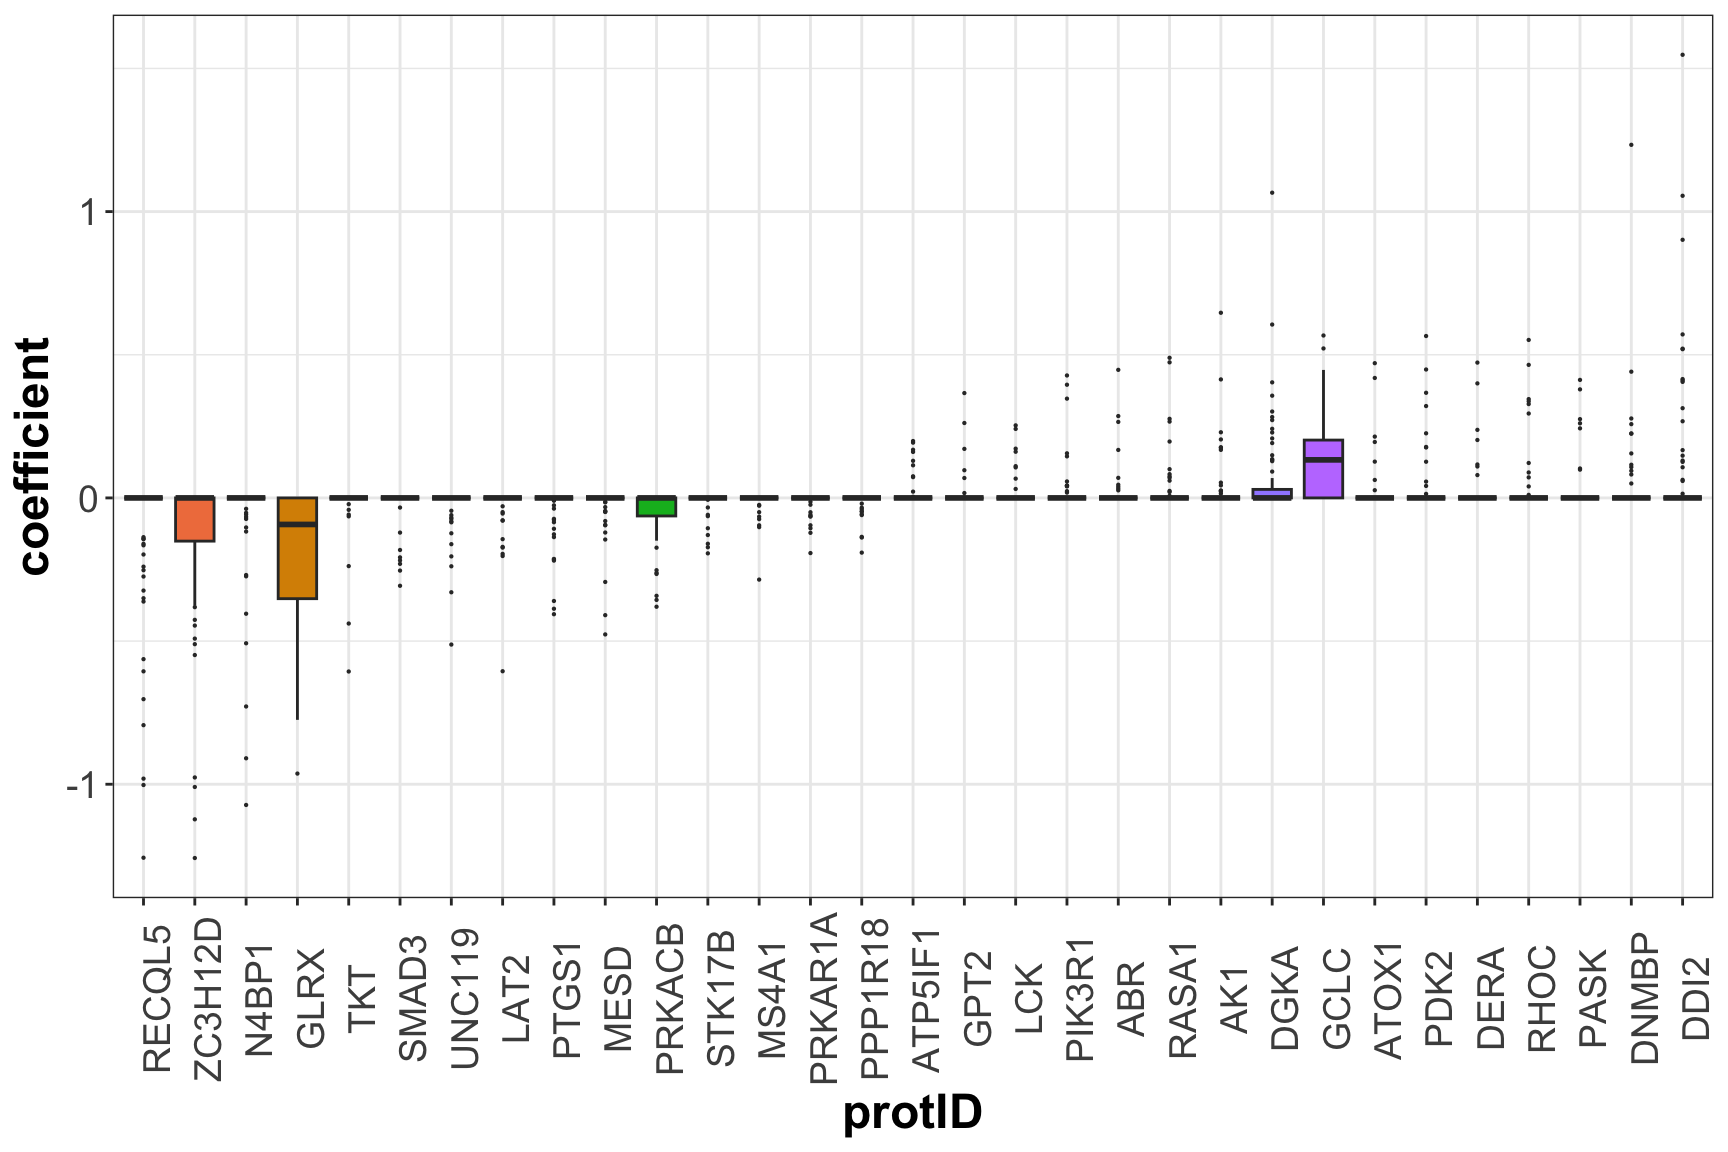 coefficient
1
0
-1
RECQL5
ZC3H12D
N4BP1
GLRX
TKT
SMAD3
UNC119
LAT2
PTGS1
MESD
PRKACB
STK17B
MS4A1
PRKAR1A
PPP1R18
ATP5IF1
GPT2
LCK
PIK3R1
ABR
RASA1
AK1
DGKA
GCLC
ATOX1
PDK2
DERA
RHOC
PASK
DNMBP
DDI2
protID